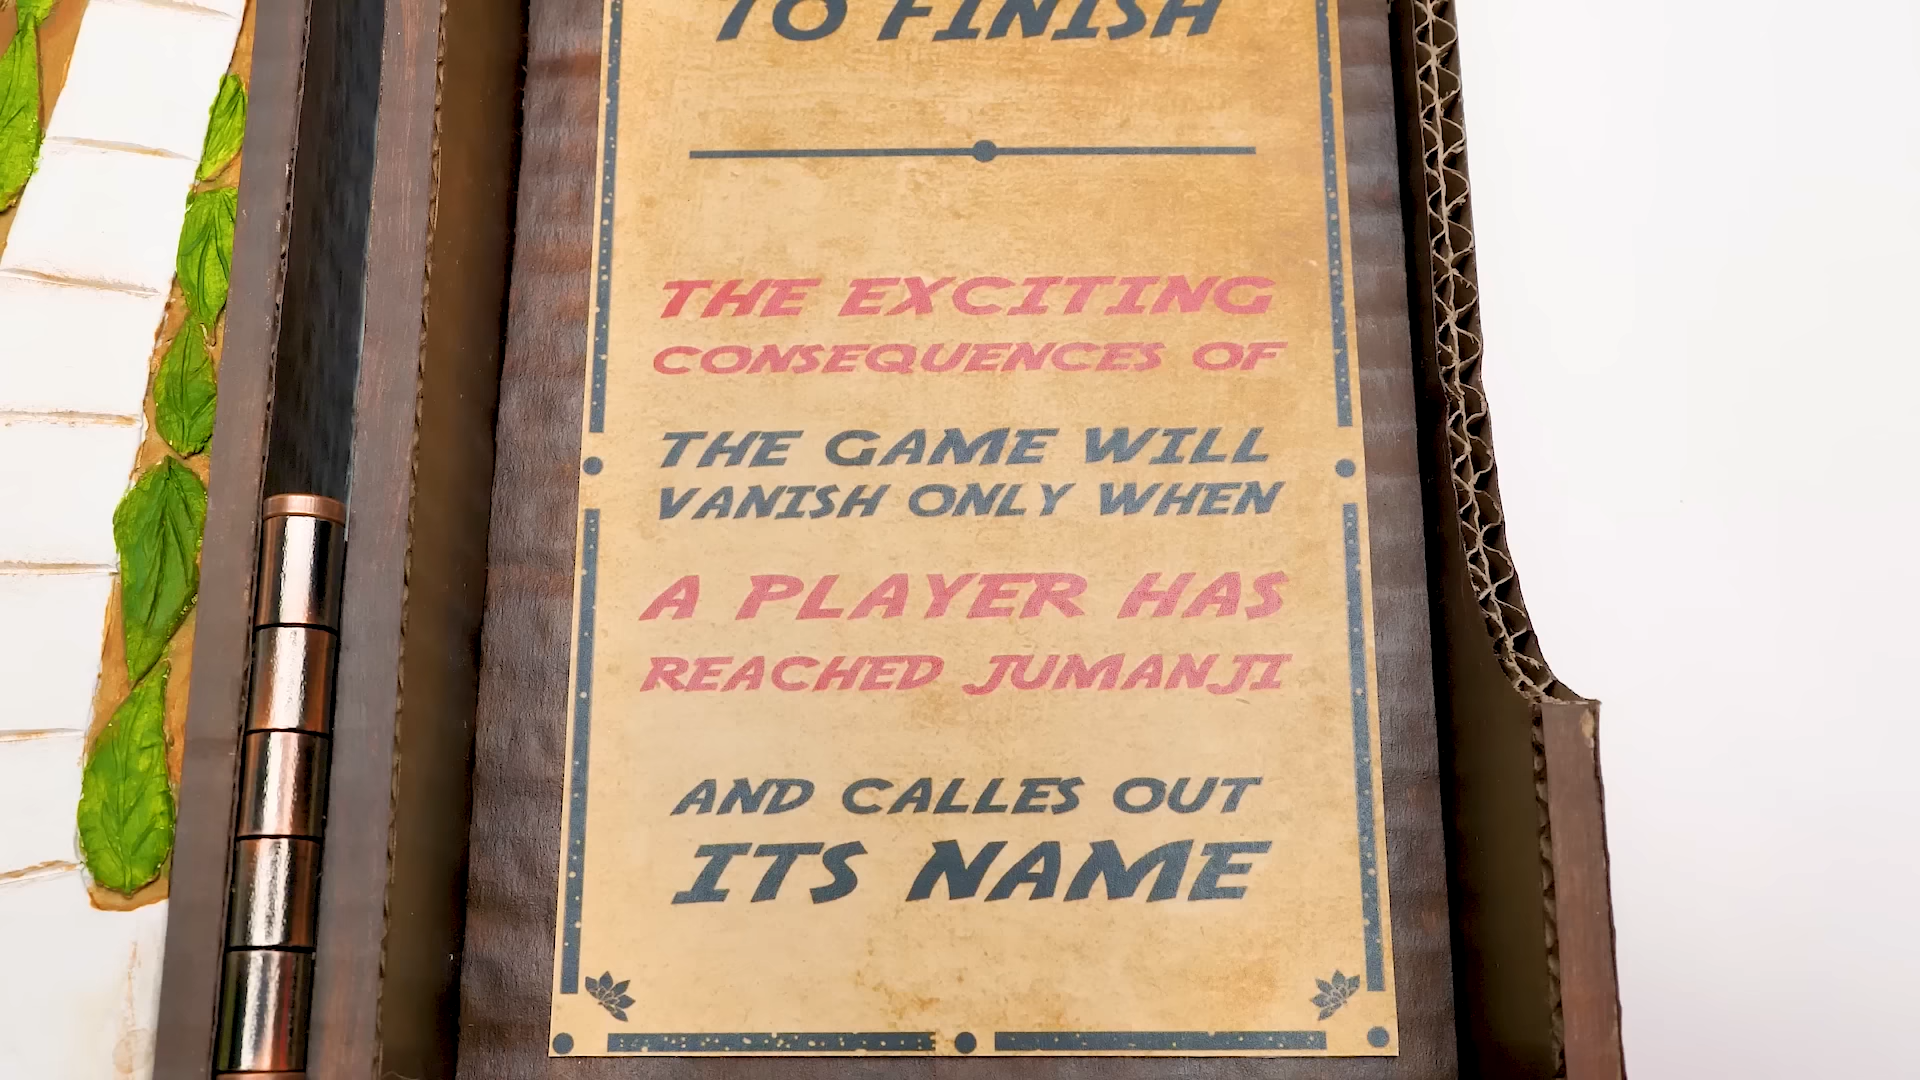 TO FINISH
THE EXCITING
CONSEQUENCES OF
THE GAME WILL
VANISH ONLY WHEN
A PLAYER HAS
REACHED JUMANJI
AND CALLES OUT
ITS NAME